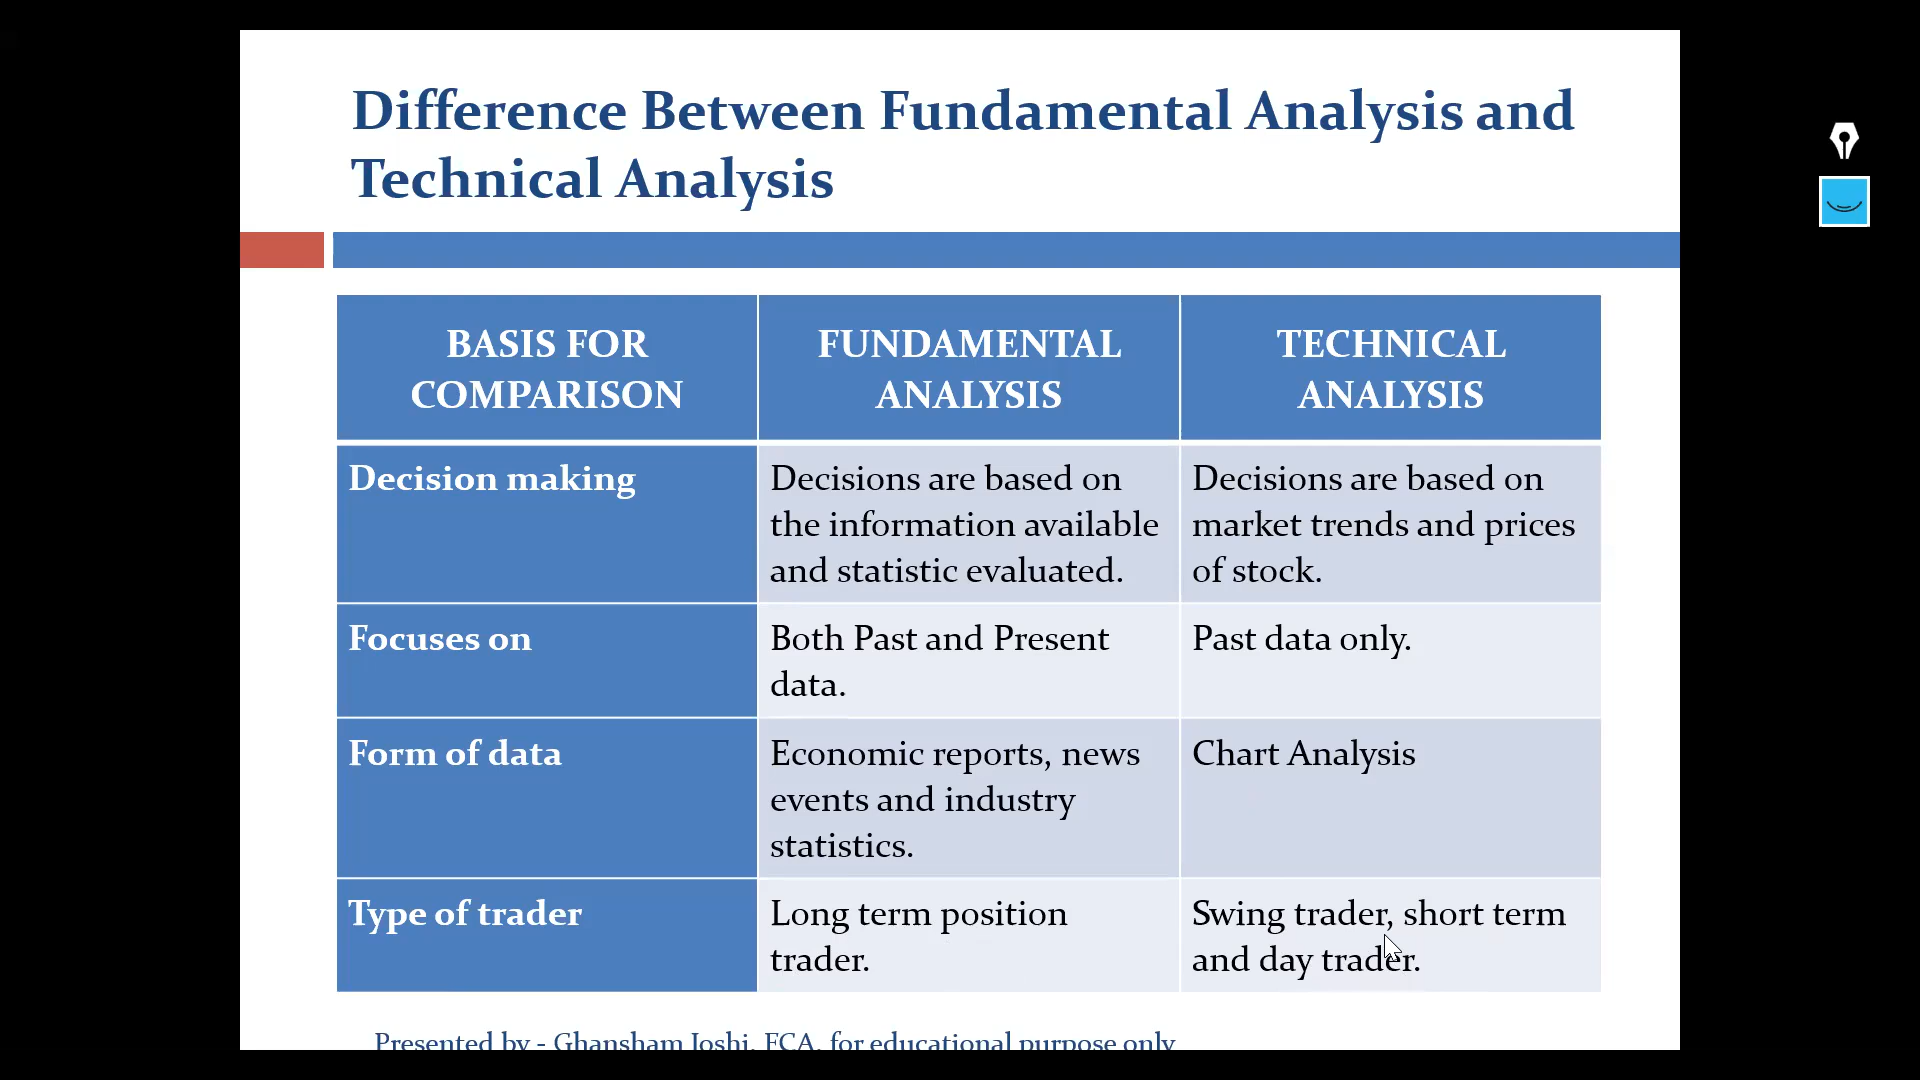 Difference Between Fundamental Analysis and
Technical Analysis
BASIS FOR
COMPARISON
FUNDAMENTAL
ANALYSIS
TECHNICAL
ANALYSIS
Decision making
Decisions are based on
the information available
and statistic evaluated.
Decisions are based on
market trends and prices
of stock.
Focuses on
Both Past and Present
data.
Past data only.
Form of data
Economic reports, news
events and industry
statistics.
Chart Analysis
Type of trader
Long term position
trader.
Swing trader, short term
and day trader.
Presented by - Ghansham Joshi, FCA, for educational purpose only